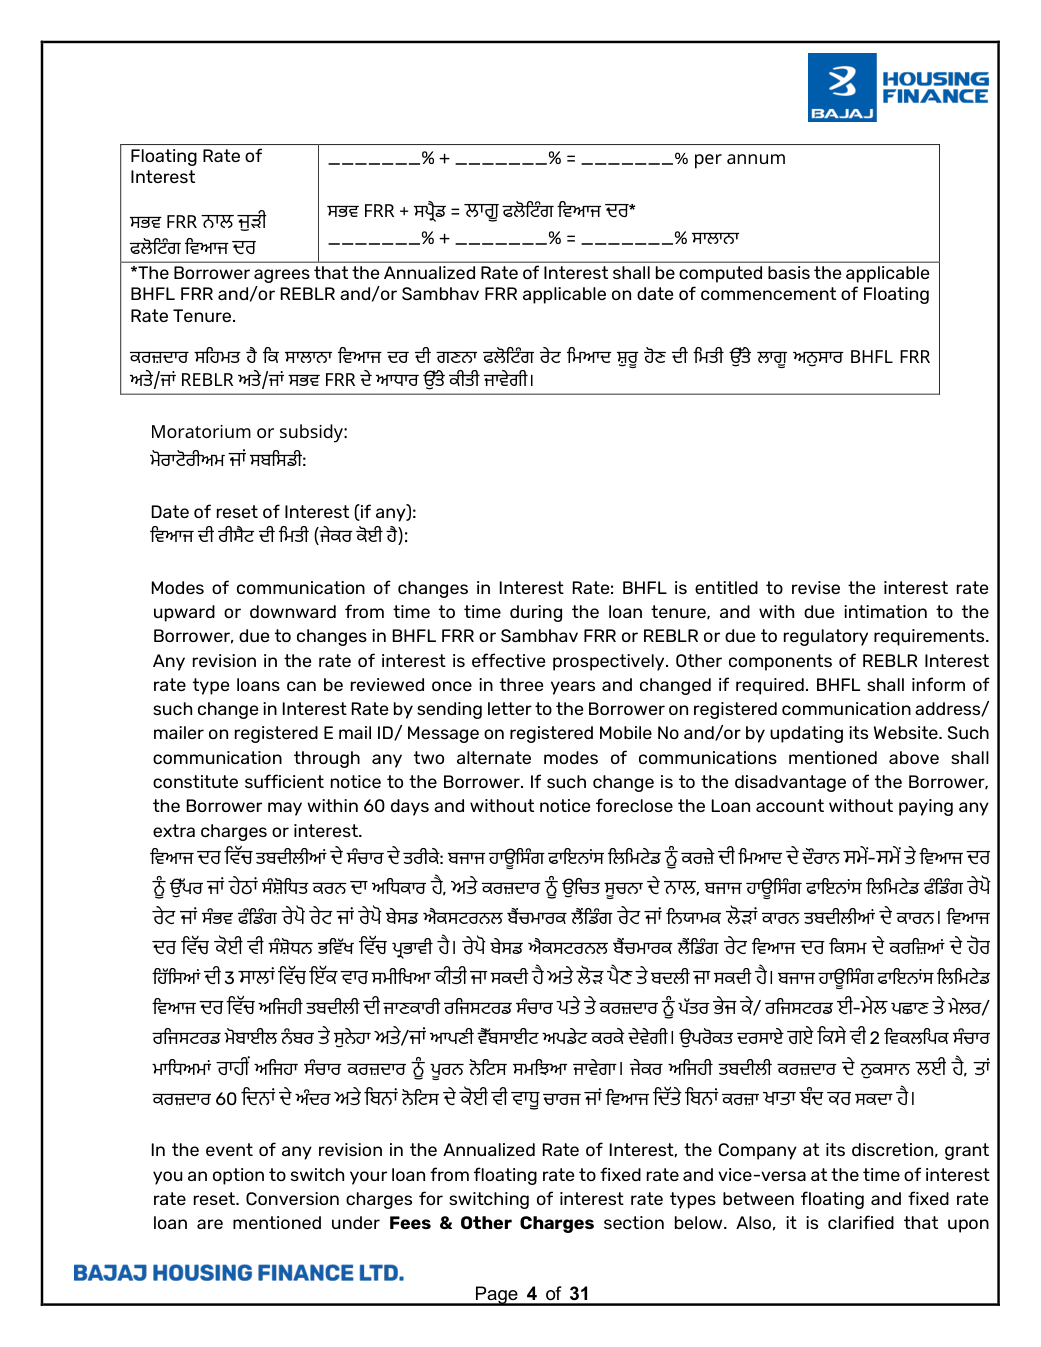 BAJAJ
HOUSING
FINANCE
Floating Rate of
Interest
ਸਭਵ FRR ਨਾਲ ਜੁੜੀ
ਫਲੋਟਿੰਗ ਵਿਆਜ ਦਰ
_______% + _______% = _______% per annum
ਸਭਵ FRR + ਸਪ੍ਰੈਡ = ਲਾਗੂ ਫਲੋਟਿੰਗ ਵਿਆਜ ਦਰ*
_______% + _______% = _______% ਸਾਲਾਨਾ
*The Borrower agrees that the Annualized Rate of Interest shall be computed basis the applicable
BHFL FRR and/or REBLR and/or Sambhav FRR applicable on date of commencement of Floating
Rate Tenure.
ਕਰਜ਼ਦਾਰ ਸਹਿਮਤ ਹੈ ਕਿ ਸਾਲਾਨਾ ਵਿਆਜ ਦਰ ਦੀ ਗਣਨਾ ਫਲੋਟਿੰਗ ਰੇਟ ਮਿਆਦ ਸ਼ੁਰੂ ਹੋਣ ਦੀ ਮਿਤੀ ਉੱਤੇ ਲਾਗੂ ਅਨੁਸਾਰ BHFL FRR
ਅਤੇ/ਜਾਂ REBLR ਅਤੇ/ਜਾਂ ਸਭਵ FRR ਦੇ ਆਧਾਰ ਉੱਤੇ ਕੀਤੀ ਜਾਵੇਗੀ।
Moratorium or subsidy:
ਮੋਰਾਟੋਰੀਅਮ ਜਾਂ ਸਬਸਿਡੀ:
Date of reset of Interest (if any):
ਵਿਆਜ ਦੀ ਰੀਸੈਟ ਦੀ ਮਿਤੀ (ਜੇਕਰ ਕੋਈ ਹੈ):
Modes of communication of changes in Interest Rate: BHFL is entitled to revise the interest rate
upward or downward from time to time during the loan tenure, and with due intimation to the
Borrower, due to changes in BHFL FRR or Sambhav FRR or REBLR or due to regulatory requirements.
Any revision in the rate of interest is effective prospectively. Other components of REBLR Interest
rate type loans can be reviewed once in three years and changed if required. BHFL shall inform of
such change in Interest Rate by sending letter to the Borrower on registered communication address/
mailer on registered E mail ID/ Message on registered Mobile No and/or by updating its Website. Such
communication through any two alternate modes of communications mentioned above shall
constitute sufficient notice to the Borrower. If such change is to the disadvantage of the Borrower,
the Borrower may within 60 days and without notice foreclose the Loan account without paying any
extra charges or interest.
ਵਿਆਜ ਦਰ ਵਿੱਚ ਤਬਦੀਲੀਆਂ ਦੇ ਸੰਚਾਰ ਦੇ ਤਰੀਕੇ: ਬਜਾਜ ਹਾਊਸਿੰਗ ਫਾਇਨਾਂਸ ਲਿਮਿਟੇਡ ਨੂੰ ਕਰਜ਼ੇ ਦੀ ਮਿਆਦ ਦੇ ਦੌਰਾਨ ਸਮੇਂ-ਸਮੇਂ ਤੇ ਵਿਆਜ ਦਰ
ਨੂੰ ਉੱਪਰ ਜਾਂ ਹੇਠਾਂ ਸੰਸ਼ੋਧਿਤ ਕਰਨ ਦਾ ਅਧਿਕਾਰ ਹੈ, ਅਤੇ ਕਰਜ਼ਦਾਰ ਨੂੰ ਉਚਿਤ ਸੂਚਨਾ ਦੇ ਨਾਲ, ਬਜਾਜ ਹਾਊਸਿੰਗ ਫਾਇਨਾਂਸ ਲਿਮਿਟੇਡ ਫੰਡਿੰਗ ਰੇਪੋ
ਰੇਟ ਜਾਂ ਸੰਭਵ ਫੰਡਿੰਗ ਰੇਪੋ ਰੇਟ ਜਾਂ ਰੇਪੋ ਬੇਸਡ ਐਕਸਟਰਨਲ ਬੈਂਚਮਾਰਕ ਲੈਂਡਿੰਗ ਰੇਟ ਜਾਂ ਨਿਯਾਮਕ ਲੋੜਾਂ ਕਾਰਨ ਤਬਦੀਲੀਆਂ ਦੇ ਕਾਰਨ। ਵਿਆਜ
ਦਰ ਵਿੱਚ ਕੋਈ ਵੀ ਸੰਸ਼ੋਧਨ ਭਵਿੱਖ ਵਿੱਚ ਪ੍ਰਭਾਵੀ ਹੈ। ਰੇਪੋ ਬੇਸਡ ਐਕਸਟਰਨਲ ਬੈਂਚਮਾਰਕ ਲੈਂਡਿੰਗ ਰੇਟ ਵਿਆਜ ਦਰ ਕਿਸਮ ਦੇ ਕਰਜ਼ਿਆਂ ਦੇ ਹੋਰ
ਹਿੱਸਿਆਂ ਦੀ 3 ਸਾਲਾਂ ਵਿੱਚ ਇੱਕ ਵਾਰ ਸਮੀਖਿਆ ਕੀਤੀ ਜਾ ਸਕਦੀ ਹੈ ਅਤੇ ਲੋੜ ਪੈਣ ਤੇ ਬਦਲੀ ਜਾ ਸਕਦੀ ਹੈ। ਬਜਾਜ ਹਾਊਸਿੰਗ ਫਾਇਨਾਂਸ ਲਿਮਿਟੇਡ
ਵਿਆਜ ਦਰ ਵਿੱਚ ਅਜਿਹੀ ਤਬਦੀਲੀ ਦੀ ਜਾਣਕਾਰੀ ਰਜਿਸਟਰਡ ਸੰਚਾਰ ਪਤੇ ਤੇ ਕਰਜ਼ਦਾਰ ਨੂੰ ਪੱਤਰ ਭੇਜ ਕੇ/ ਰਜਿਸਟਰਡ ਈ-ਮੇਲ ਪਛਾਣ ਤੇ ਮੇਲਰ/
ਰਜਿਸਟਰਡ ਮੋਬਾਈਲ ਨੰਬਰ ਤੇ ਸੁਨੇਹਾ ਅਤੇ/ਜਾਂ ਆਪਣੀ ਵੈੱਬਸਾਈਟ ਅਪਡੇਟ ਕਰਕੇ ਦੇਵੇਗੀ। ਉਪਰੋਕਤ ਦਰਸਾਏ ਗਏ ਕਿਸੇ ਵੀ 2 ਵਿਕਲਪਿਕ ਸੰਚਾਰ
ਮਾਧਿਅਮਾਂ ਰਾਹੀਂ ਅਜਿਹਾ ਸੰਚਾਰ ਕਰਜ਼ਦਾਰ ਨੂੰ ਪੂਰਨ ਨੋਟਿਸ ਸਮਝਿਆ ਜਾਵੇਗਾ। ਜੇਕਰ ਅਜਿਹੀ ਤਬਦੀਲੀ ਕਰਜ਼ਦਾਰ ਦੇ ਨੁਕਸਾਨ ਲਈ ਹੈ, ਤਾਂ
ਕਰਜ਼ਦਾਰ 60 ਦਿਨਾਂ ਦੇ ਅੰਦਰ ਅਤੇ ਬਿਨਾਂ ਨੋਟਿਸ ਦੇ ਕੋਈ ਵੀ ਵਾਧੂ ਚਾਰਜ ਜਾਂ ਵਿਆਜ ਦਿੱਤੇ ਬਿਨਾਂ ਕਰਜ਼ਾ ਖਾਤਾ ਬੰਦ ਕਰ ਸਕਦਾ ਹੈ।
In the event of any revision in the Annualized Rate of Interest, the Company at its discretion, grant
you an option to switch your loan from floating rate to fixed rate and vice-versa at the time of interest
rate reset. Conversion charges for switching of interest rate types between floating and fixed rate
loan are mentioned under Fees & Other Charges section below. Also, it is clarified that upon
BAJAJ HOUSING FINANCE LTD.
Page 4 of 31